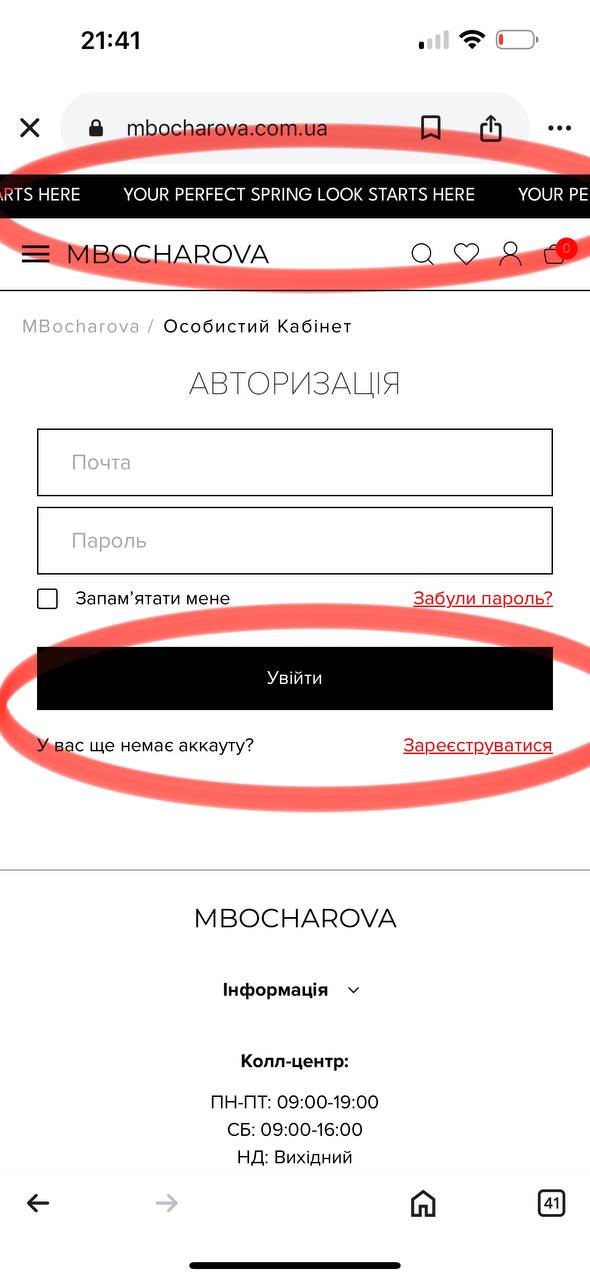 21:41
mbocharova.com.ua
ARTS HERE YOUR PERFECT SPRING LOOK STARTS HERE YOUR PE
MBOCHAROVA 0
MBocharova / Особистий Кабінет
АВТОРИЗАЦІЯ
Почта
Пароль
Запам’ятати мене Забули пароль?
Увійти
У вас ще немає аккауту? Зареєструватися
MBOCHAROVA
Інформація
Колл-центр:
ПН-ПТ: 09:00-19:00
СБ: 09:00-16:00
НД: Вихідний
41